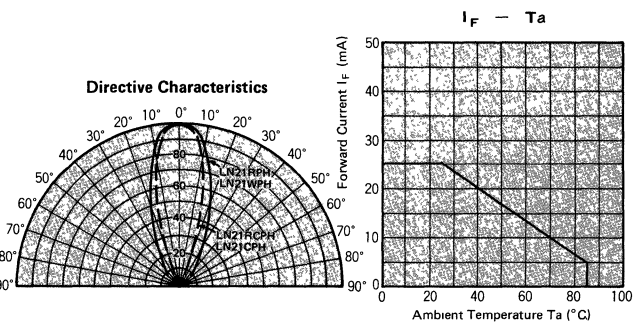 Directive Characteristics
0°
10° 10°
20° 20°
30° 30°
40° 40°
50° 50°
60° 60°
70° 70°
80° 80°
90° 90°
80
60
40
20
LN21RPH
LN21WPH
LN21RCPH
LN21CPH
I_F — Ta
Forward Current I_F (mA)
50
40
30
20
10
0
0 20 40 60 80 100
Ambient Temperature Ta (°C)